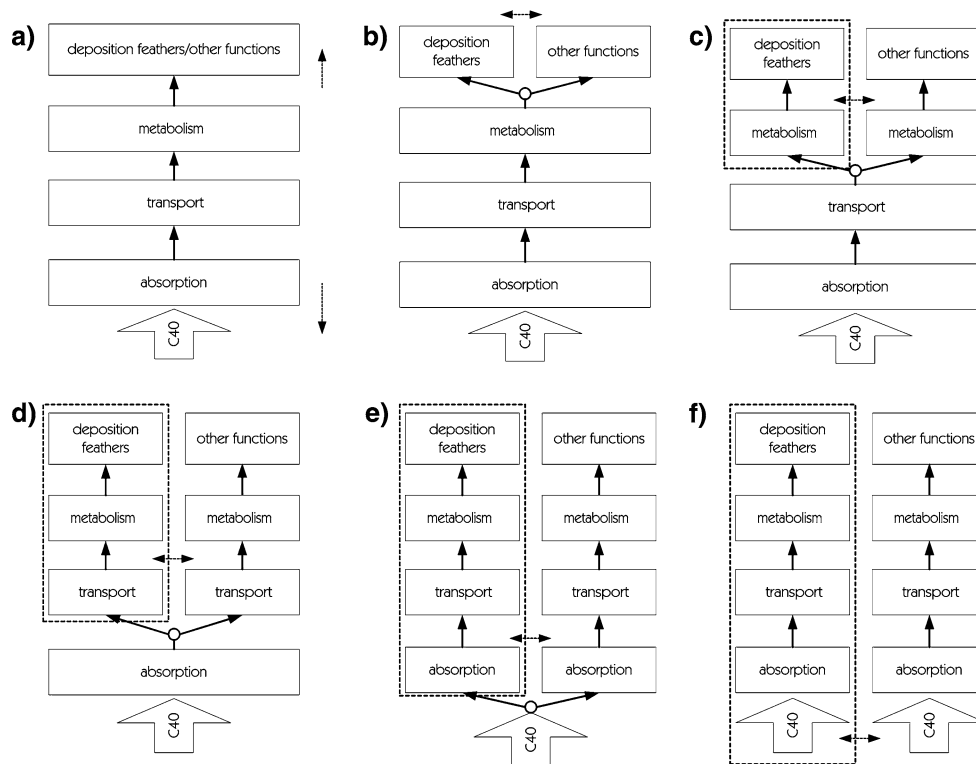 a)
deposition feathers/other functions
metabolism
transport
absorption
C40
b)
deposition
feathers
other functions
metabolism
transport
absorption
C40
c)
deposition
feathers
other functions
metabolism
metabolism
transport
absorption
C40
d)
deposition
feathers
other functions
metabolism
metabolism
transport
transport
absorption
C40
e)
deposition
feathers
other functions
metabolism
metabolism
transport
transport
absorption
absorption
C40
f)
deposition
feathers
other functions
metabolism
metabolism
transport
transport
absorption
absorption
C40
C40